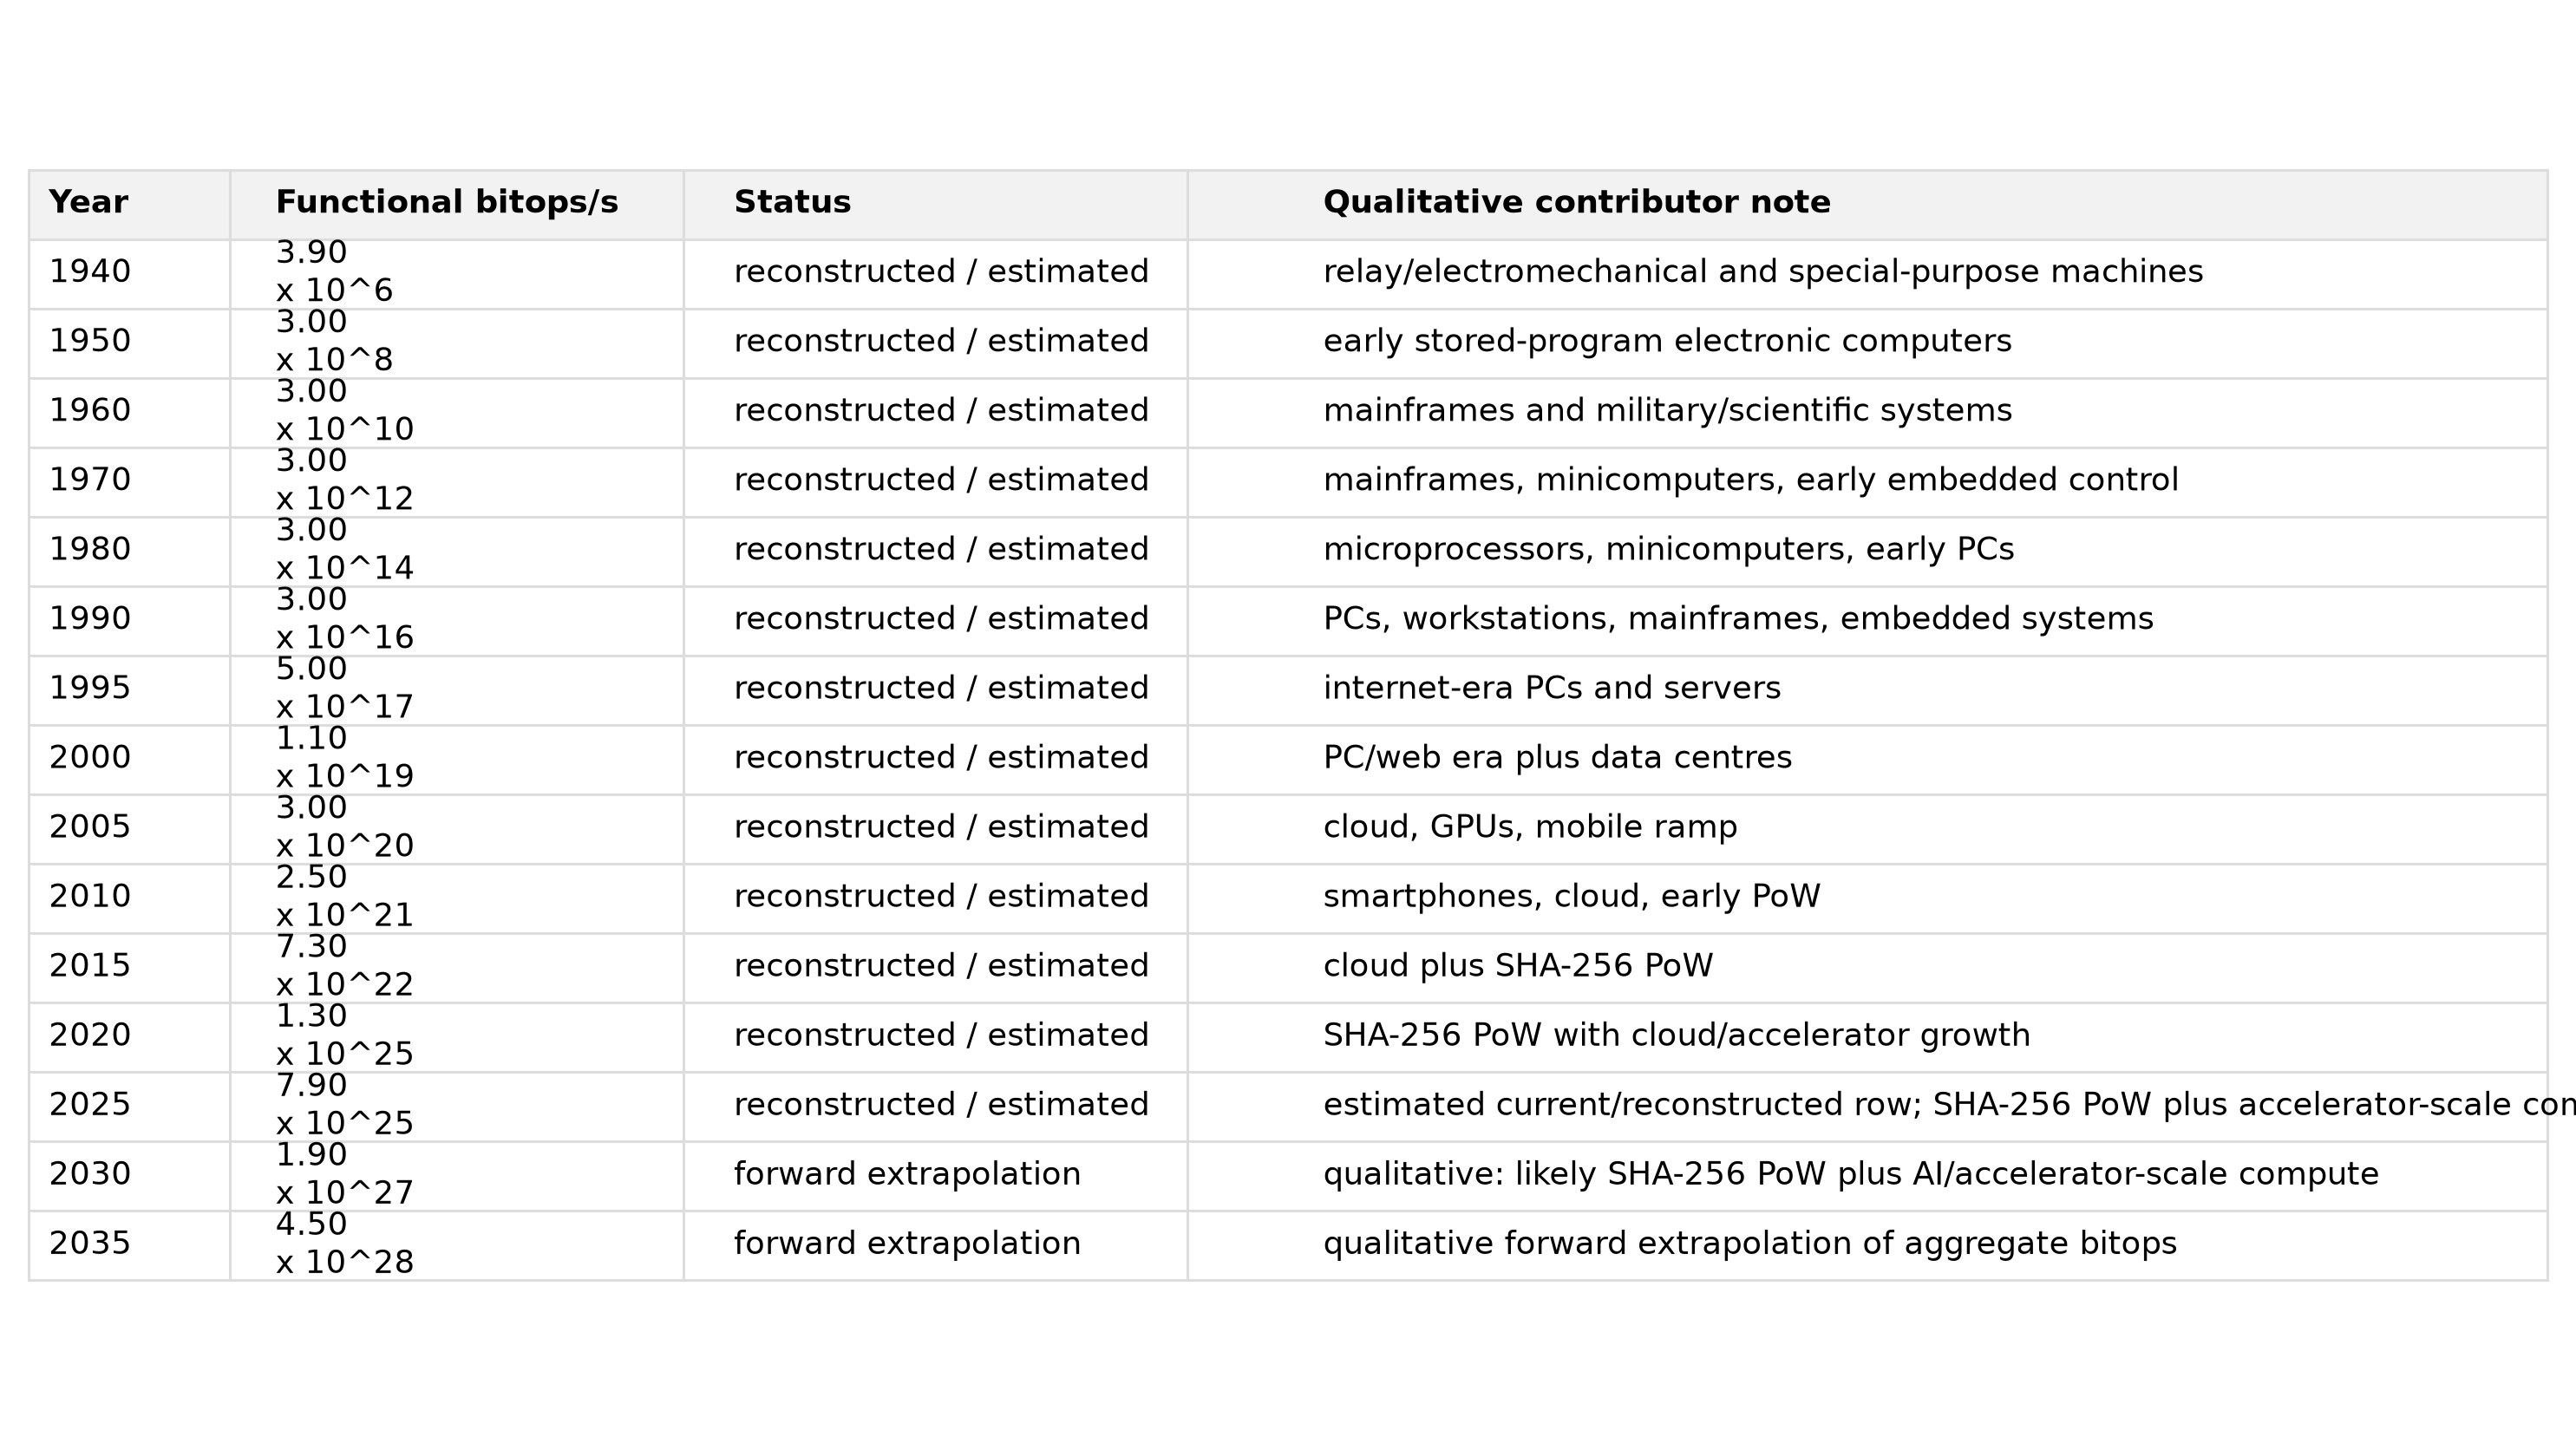 Year Functional bitops/s Status Qualitative contributor note
1940 3.90 x 10^6 reconstructed / estimated relay/electromechanical and special-purpose machines
1950 3.00 x 10^8 reconstructed / estimated early stored-program electronic computers
1960 3.00 x 10^10 reconstructed / estimated mainframes and military/scientific systems
1970 3.00 x 10^12 reconstructed / estimated mainframes, minicomputers, early embedded control
1980 3.00 x 10^14 reconstructed / estimated microprocessors, minicomputers, early PCs
1990 3.00 x 10^16 reconstructed / estimated PCs, workstations, mainframes, embedded systems
1995 5.00 x 10^17 reconstructed / estimated internet-era PCs and servers
2000 1.10 x 10^19 reconstructed / estimated PC/web era plus data centres
2005 3.00 x 10^20 reconstructed / estimated cloud, GPUs, mobile ramp
2010 2.50 x 10^21 reconstructed / estimated smartphones, cloud, early PoW
2015 7.30 x 10^22 reconstructed / estimated cloud plus SHA-256 PoW
2020 1.30 x 10^25 reconstructed / estimated SHA-256 PoW with cloud/accelerator growth
2025 7.90 x 10^25 reconstructed / estimated estimated current/reconstructed row; SHA-256 PoW plus accelerator-scale
2030 1.90 x 10^27 forward extrapolation qualitative: likely SHA-256 PoW plus AI/accelerator-scale compute
2035 4.50 x 10^28 forward extrapolation qualitative forward extrapolation of aggregate bitops